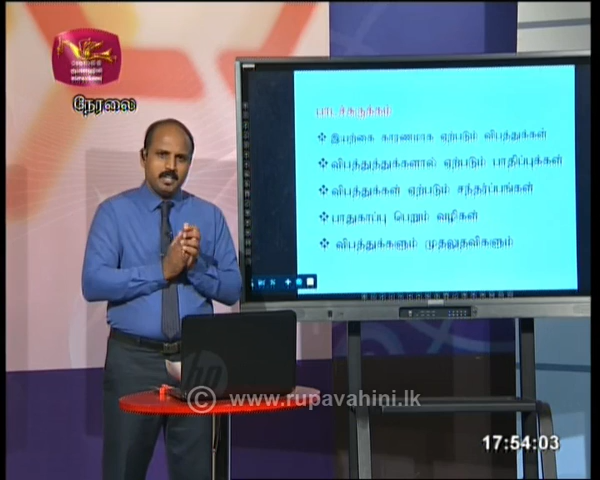 நேரலை
பாடச்சுருக்கம்
❖ இயற்கை காரணமாக ஏற்படும் விபத்துக்கள்
❖ விபத்துத்துக்களால் ஏற்படும் பாதிப்புக்கள்
❖ விபத்துக்கள் ஏற்படும் சந்தர்ப்பங்கள்
❖ பாதுகாப்பு பெறும் வழிகள்
❖ விபத்துக்களும் முதலுதவிகளும்
hp
© www.rupavahini.lk
17:54:03